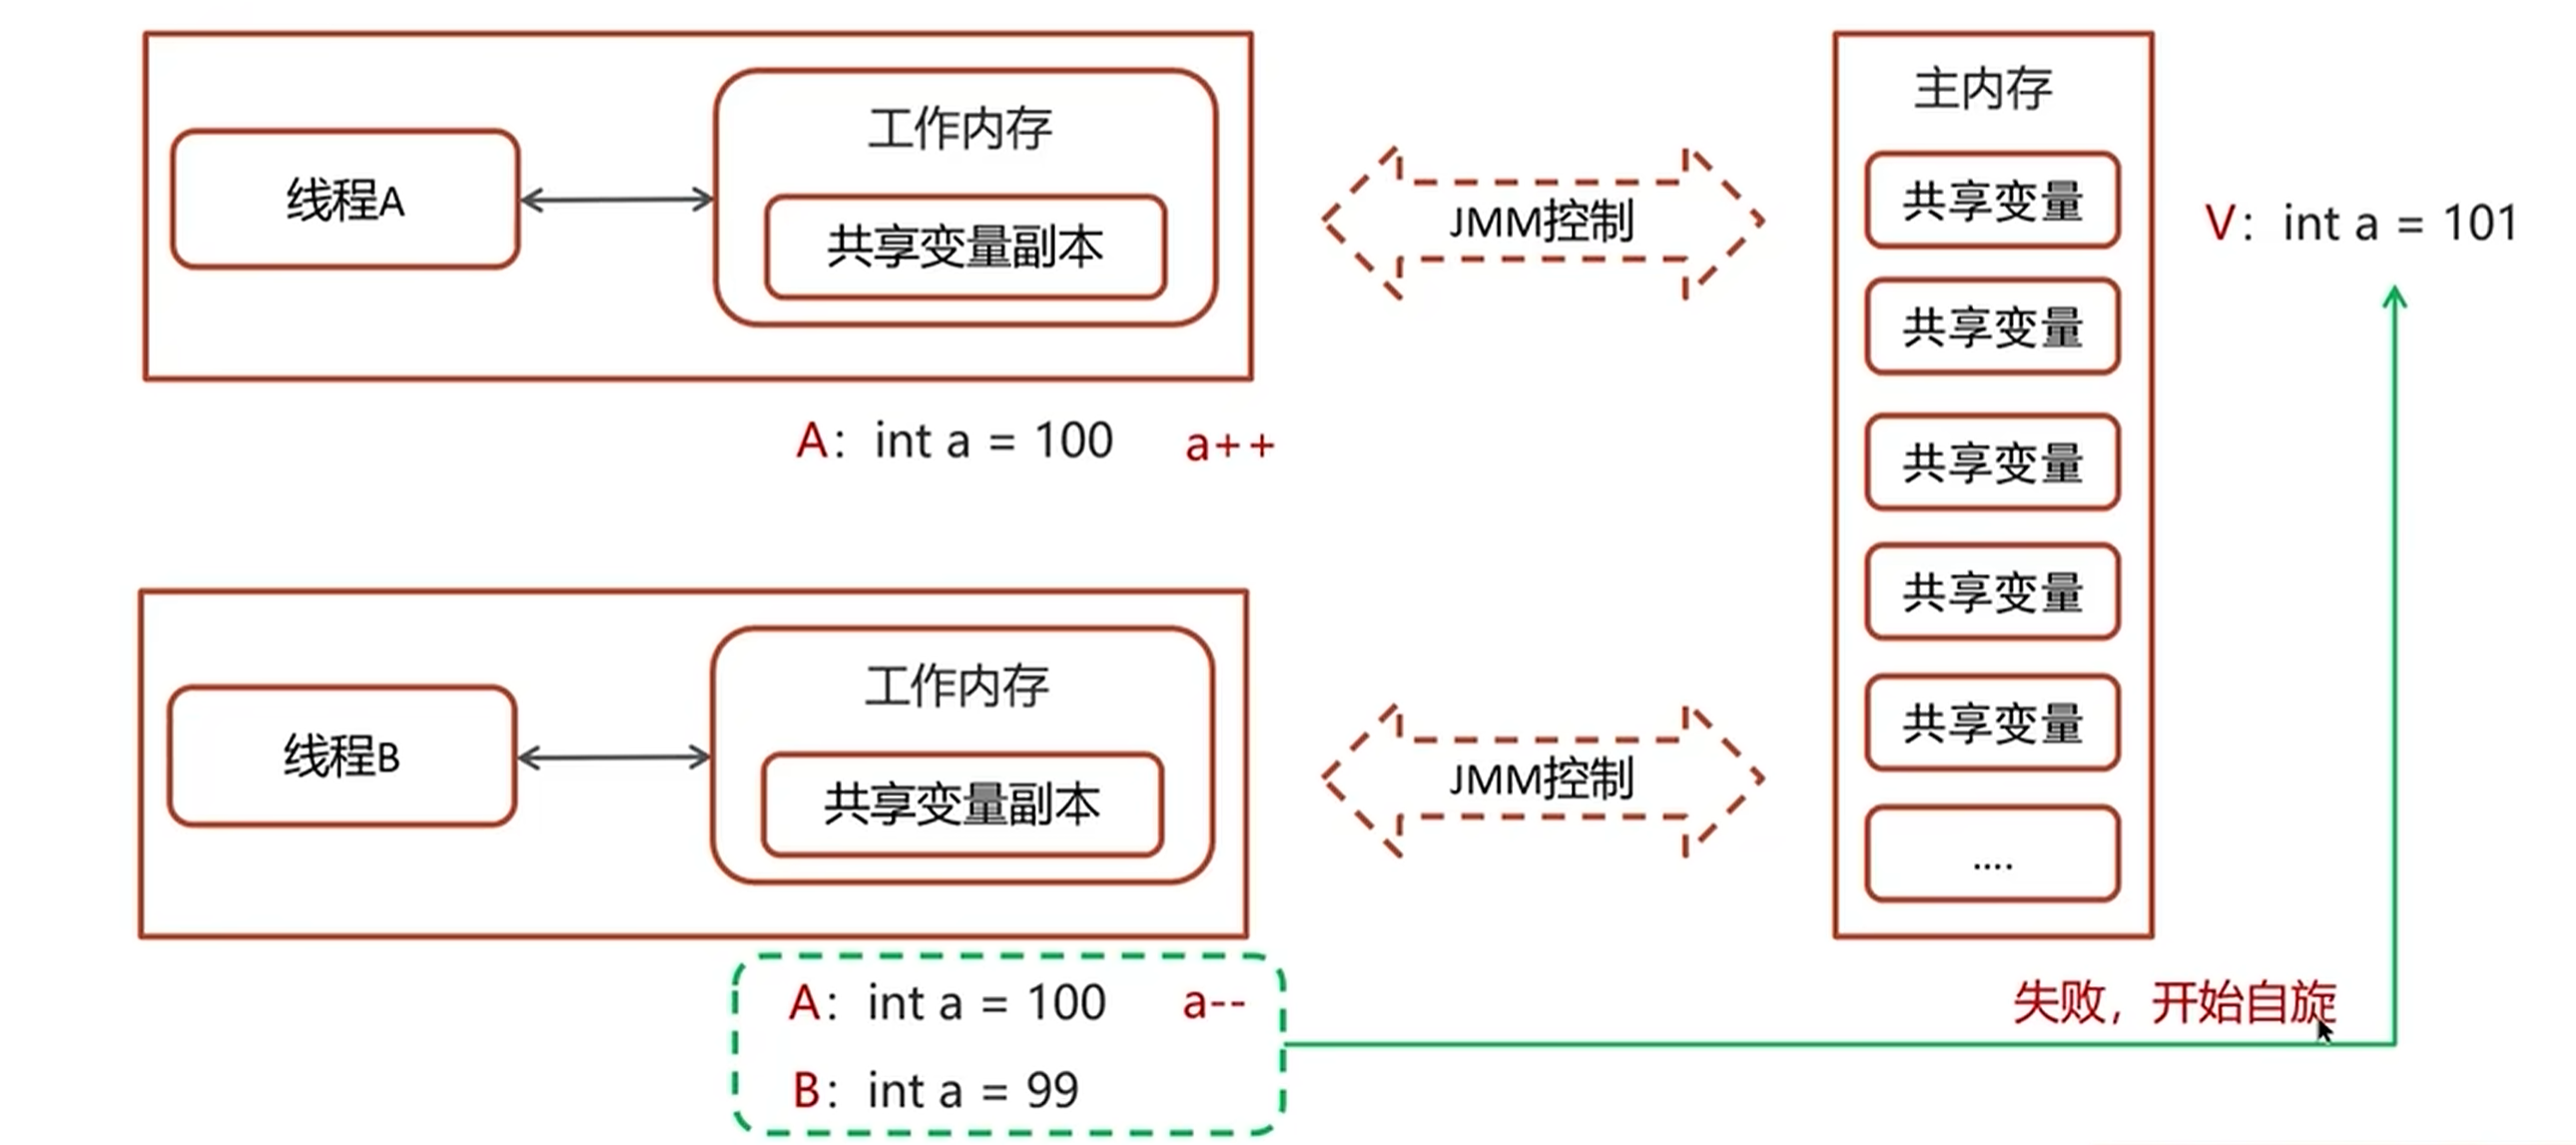 线程A
工作内存
共享变量副本
A: int a = 100 a++
JMM控制
线程B
工作内存
共享变量副本
A: int a = 100 a--
B: int a = 99
JMM控制
主内存
共享变量
共享变量
共享变量
共享变量
共享变量
....
V: int a = 101
失败，开始自旋